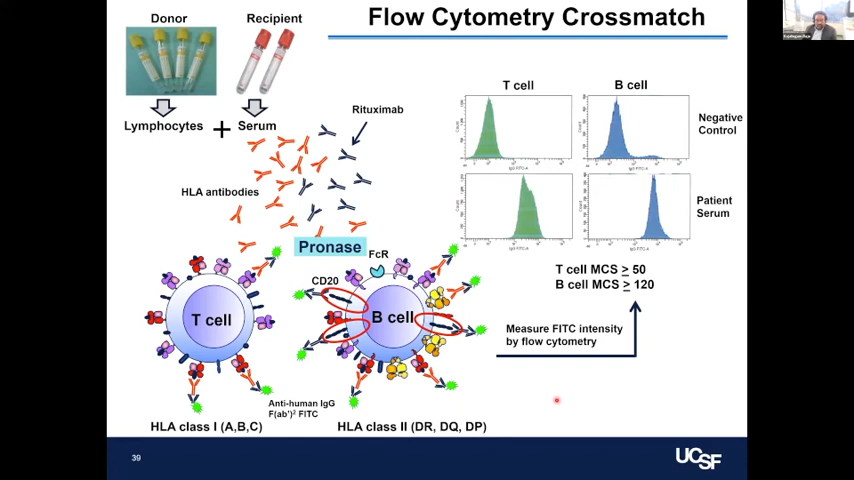 Flow Cytometry Crossmatch
Donor
Recipient
Lymphocytes
+
Serum
Rituximab
HLA antibodies
Pronase
FcR
CD20
T cell
B cell
Anti-human IgG
F(ab')² FITC
HLA class I (A,B,C)
HLA class II (DR, DQ, DP)
T cell
B cell
Negative
Control
Patient
Serum
T cell MCS ≥ 50
B cell MCS ≥ 120
Measure FITC intensity
by flow cytometry
39
UCSF